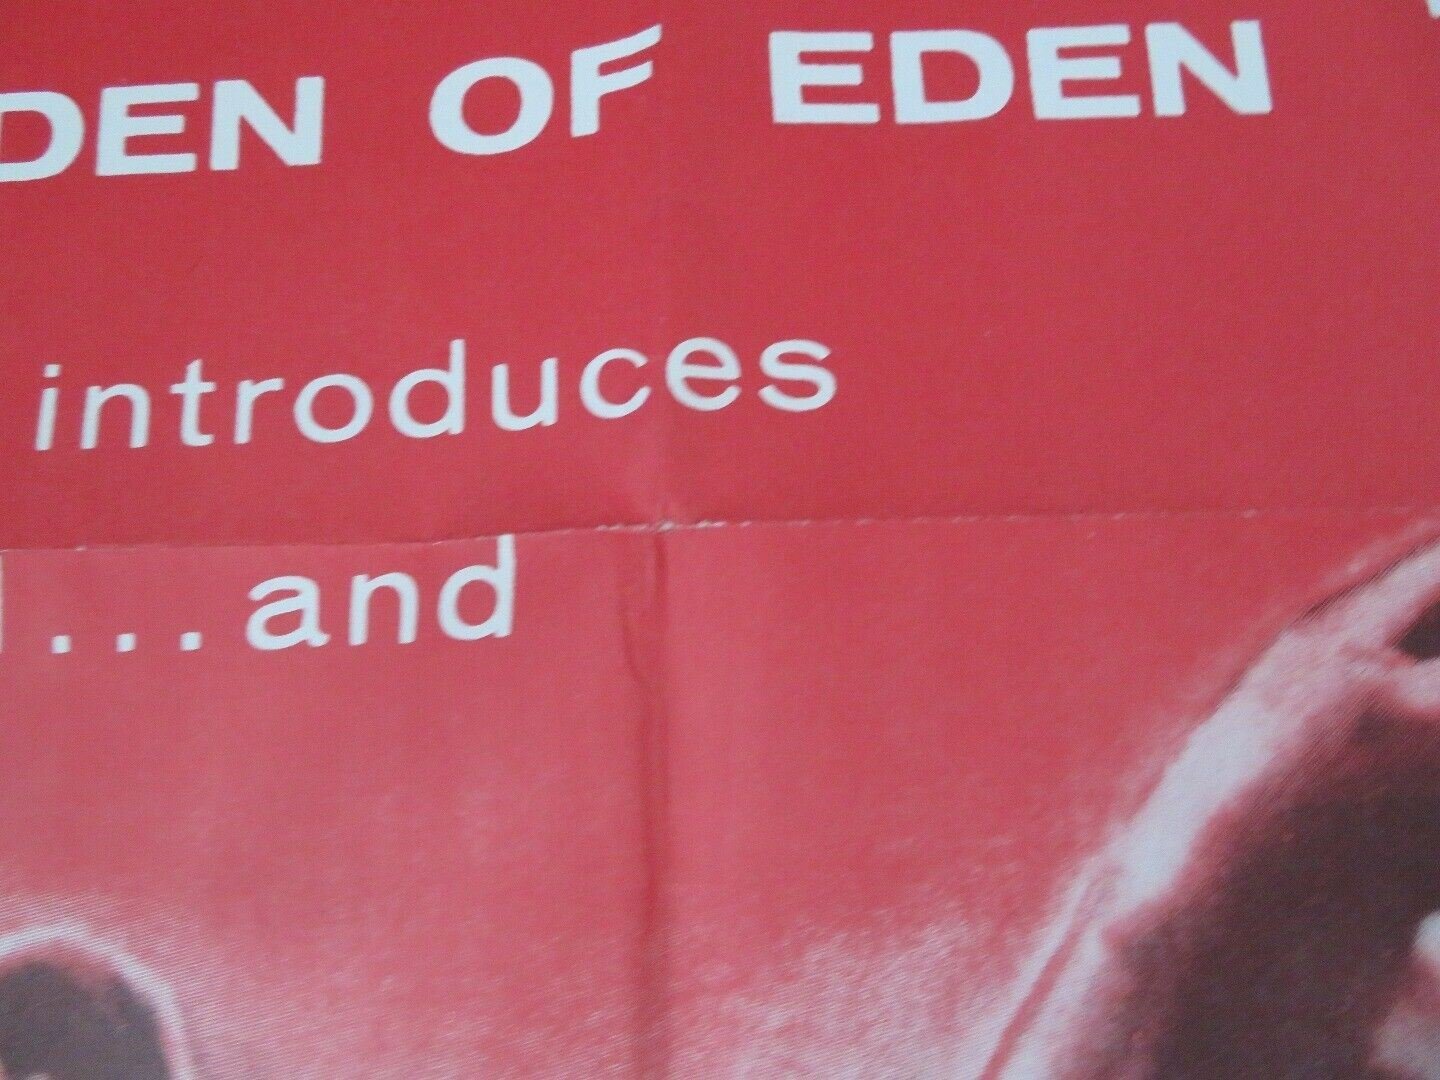 DEN OF EDEN
introduces
...and